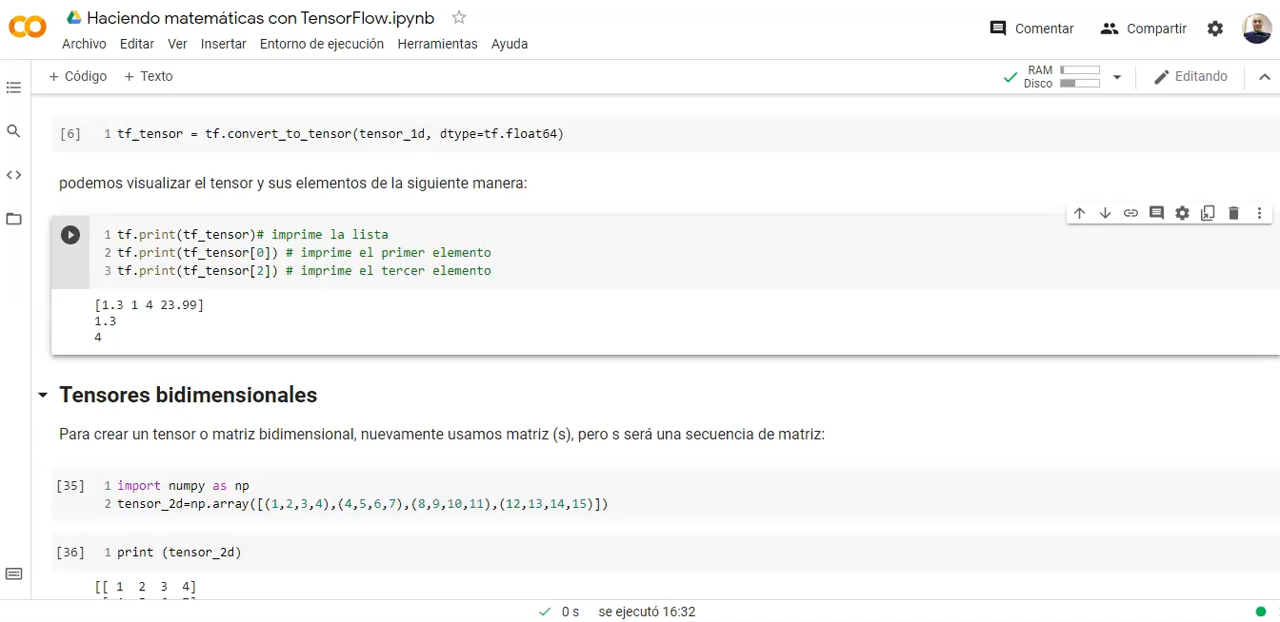 Haciendo matemáticas con TensorFlow.ipynb
Comentar
Compartir
Archivo Editar Ver Insertar Entorno de ejecución Herramientas Ayuda
+ Código + Texto
RAM
Disco
Editando
[6] 1 tf_tensor = tf.convert_to_tensor(tensor_1d, dtype=tf.float64)
podemos visualizar el tensor y sus elementos de la siguiente manera:
1 tf.print(tf_tensor)# imprime la lista
2 tf.print(tf_tensor[0]) # imprime el primer elemento
3 tf.print(tf_tensor[2]) # imprime el tercer elemento
[1.3 1 4 23.99]
1.3
4
Tensores bidimensionales
Para crear un tensor o matriz bidimensional, nuevamente usamos matriz (s), pero s será una secuencia de matriz:
[35] 1 import numpy as np
2 tensor_2d=np.array([(1,2,3,4),(4,5,6,7),(8,9,10,11),(12,13,14,15)])
[36] 1 print (tensor_2d)
[[ 1 2 3 4]
0 s se ejecutó 16:32